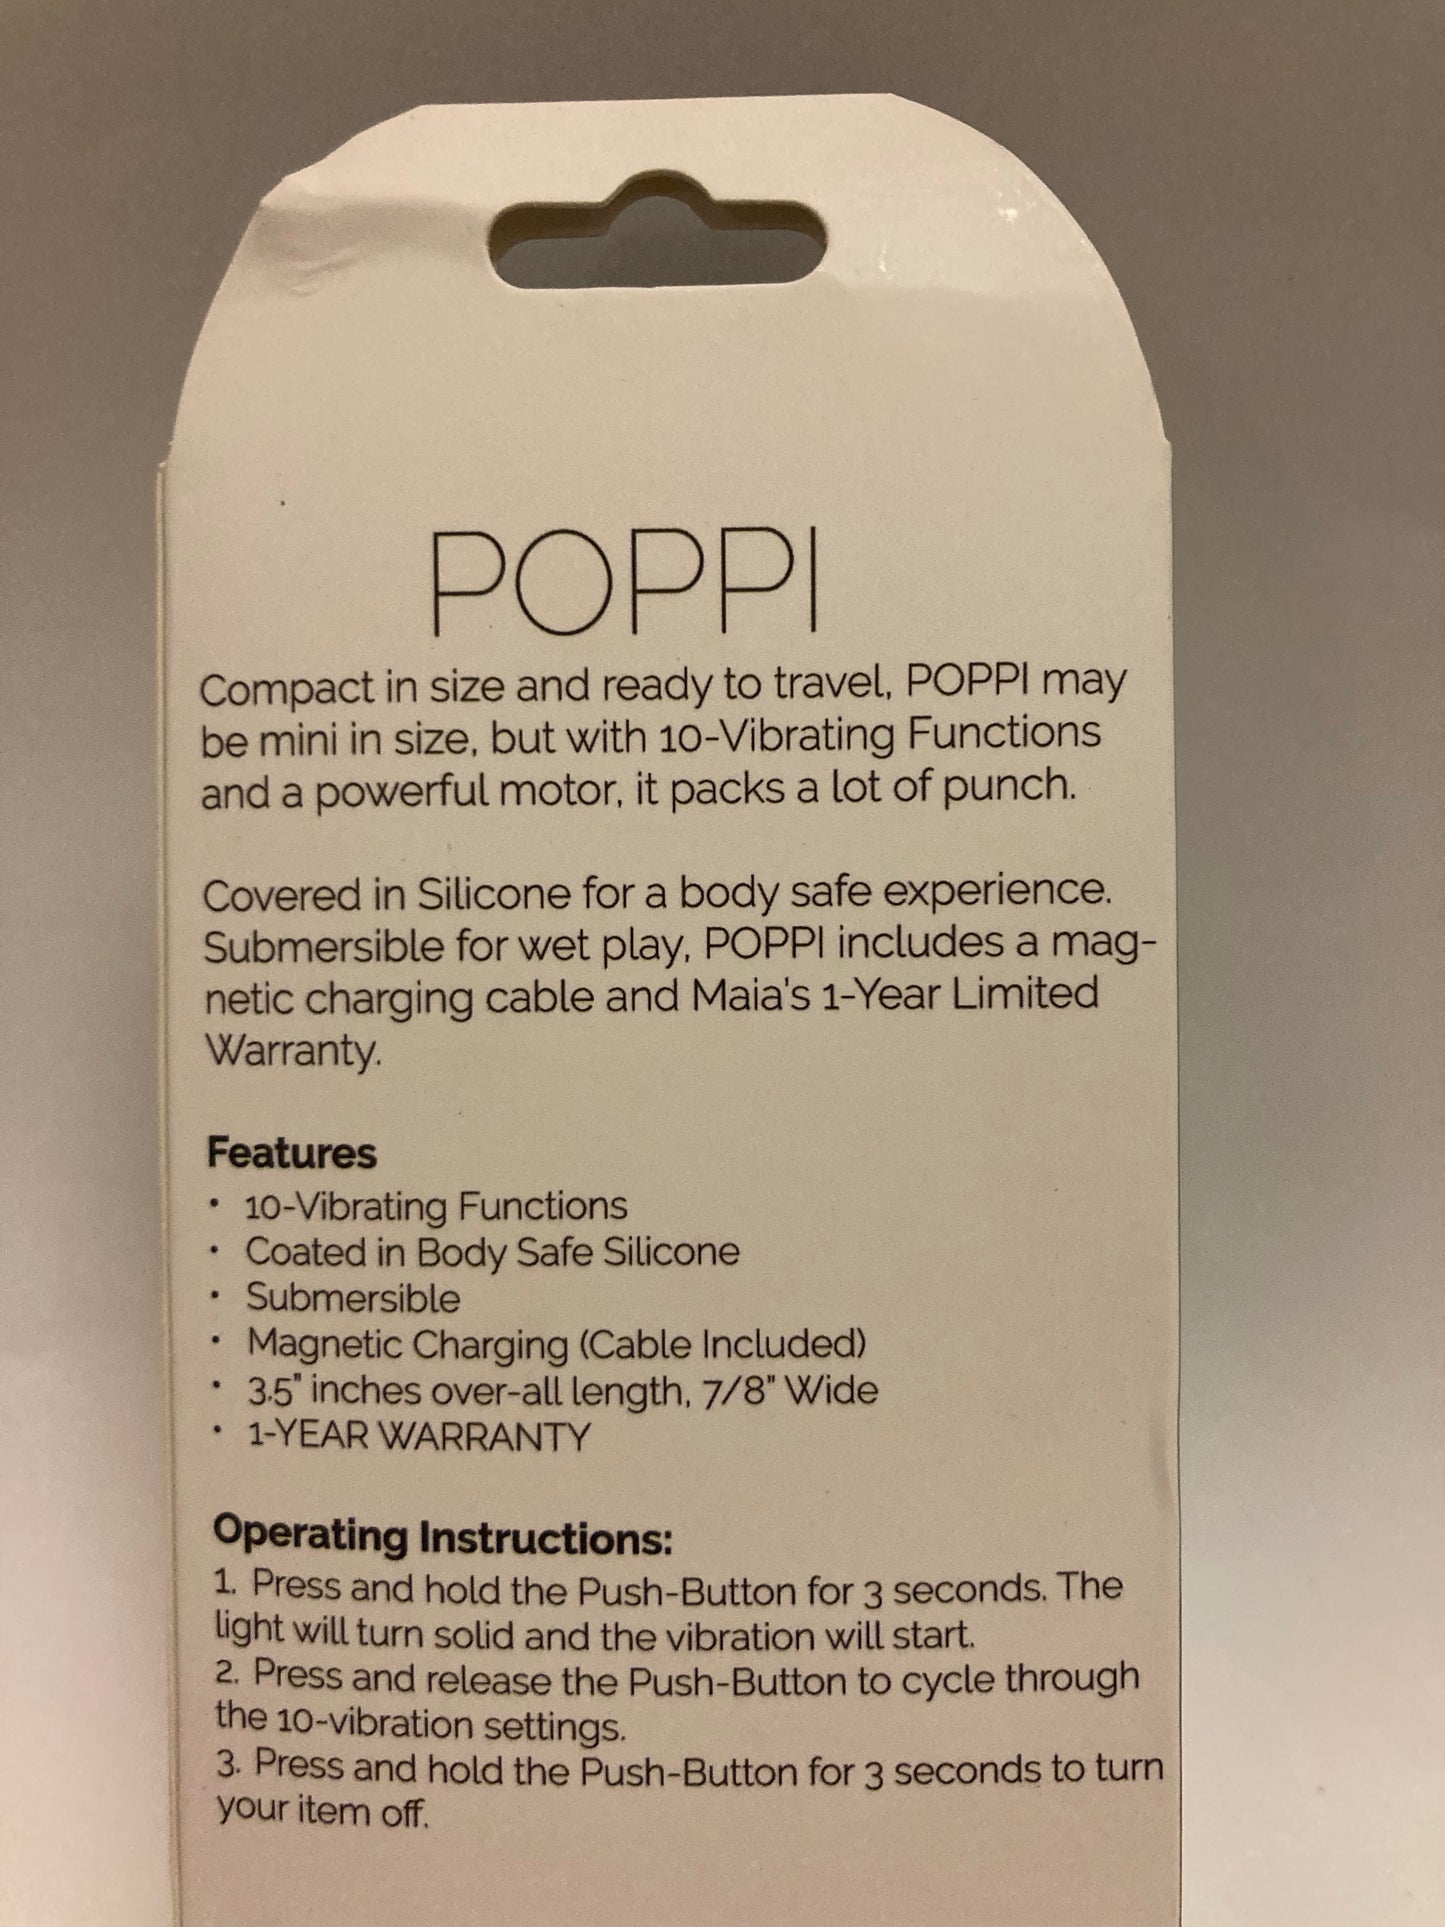 POPPI
Compact in size and ready to travel, POPPI may
be mini in size, but with 10-Vibrating Functions
and a powerful motor, it packs a lot of punch.
Covered in Silicone for a body safe experience.
Submersible for wet play, POPPI includes a mag-
netic charging cable and Maia's 1-Year Limited
Warranty.
Features
• 10-Vibrating Functions
• Coated in Body Safe Silicone
• Submersible
• Magnetic Charging (Cable Included)
• 3.5" inches over-all length, 7/8" Wide
• 1-YEAR WARRANTY
Operating Instructions:
1. Press and hold the Push-Button for 3 seconds. The
light will turn solid and the vibration will start.
2. Press and release the Push-Button to cycle through
the 10-vibration settings.
3. Press and hold the Push-Button for 3 seconds to turn
your item off.